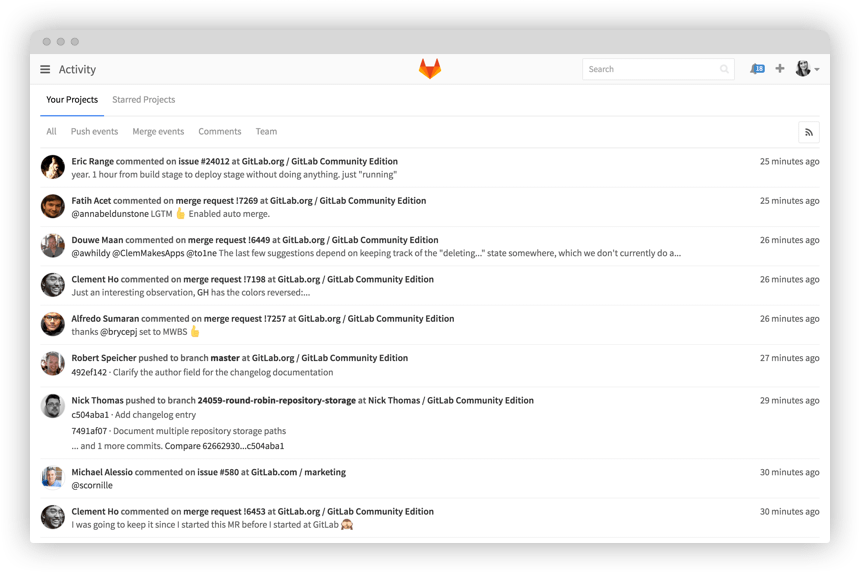 Activity
Search
18
Your Projects Starred Projects
All Push events Merge events Comments Team
Eric Range commented on issue #24012 at GitLab.org / GitLab Community Edition 25 minutes ago
year. 1 hour from build stage to deploy stage without doing anything. just "running"
Fatih Acet commented on merge request !7269 at GitLab.org / GitLab Community Edition 25 minutes ago
@annabeldunstone LGTM 👍 Enabled auto merge.
Douwe Maan commented on merge request !6449 at GitLab.org / GitLab Community Edition 26 minutes ago
@awhildy @ClemMakesApps @to1ne The last few suggestions depend on keeping track of the "deleting..." state somewhere, which we don't currently do a...
Clement Ho commented on merge request !7198 at GitLab.org / GitLab Community Edition 26 minutes ago
Just an interesting observation, GH has the colors reversed:...
Alfredo Sumaran commented on merge request !7257 at GitLab.org / GitLab Community Edition 26 minutes ago
thanks @brycepj set to MWBS 👍
Robert Speicher pushed to branch master at GitLab.org / GitLab Community Edition 27 minutes ago
492ef142 · Clarify the author field for the changelog documentation
Nick Thomas pushed to branch 24059-round-robin-repository-storage at Nick Thomas / GitLab Community Edition 29 minutes ago
c504aba1 · Add changelog entry
7491af07 · Document multiple repository storage paths
... and 1 more commits. Compare 62662930...c504aba1
Michael Alessio commented on issue #580 at GitLab.com / marketing 30 minutes ago
@scornille
Clement Ho commented on merge request !6453 at GitLab.org / GitLab Community Edition 30 minutes ago
I was going to keep it since I started this MR before I started at GitLab 🙈